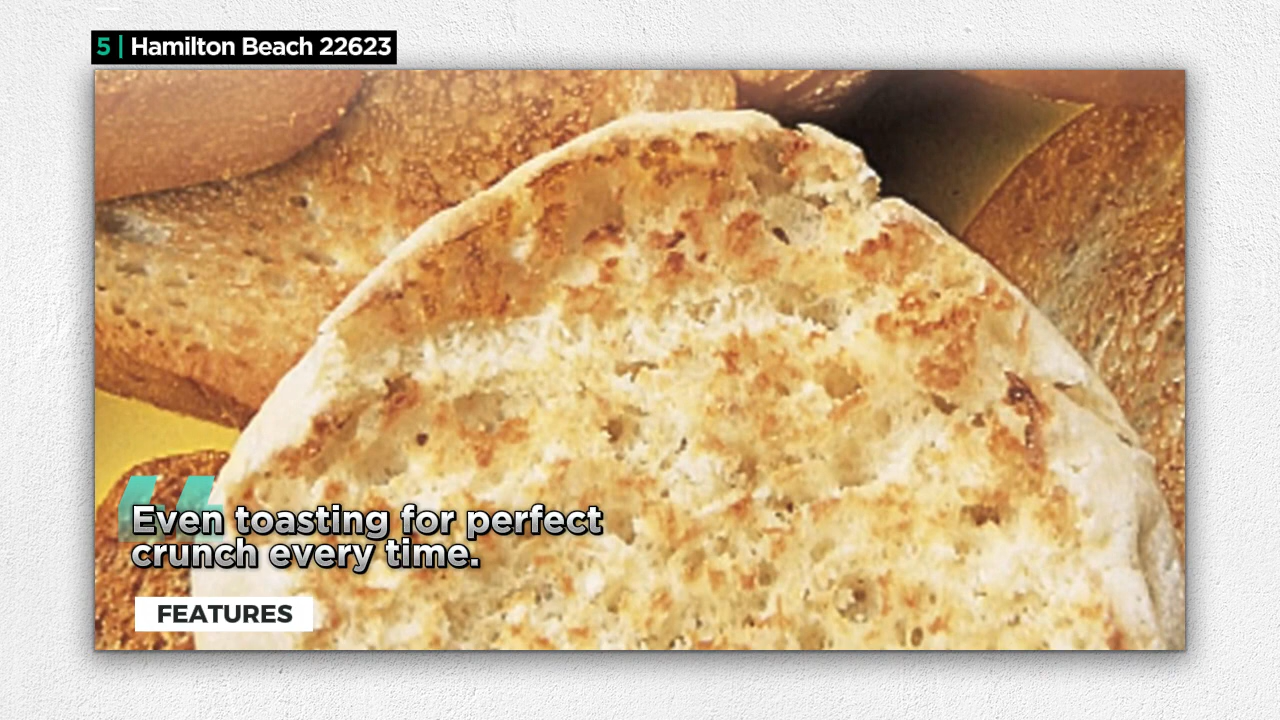 5 | Hamilton Beach 22623
“Even toasting for perfect
crunch every time.
FEATURES